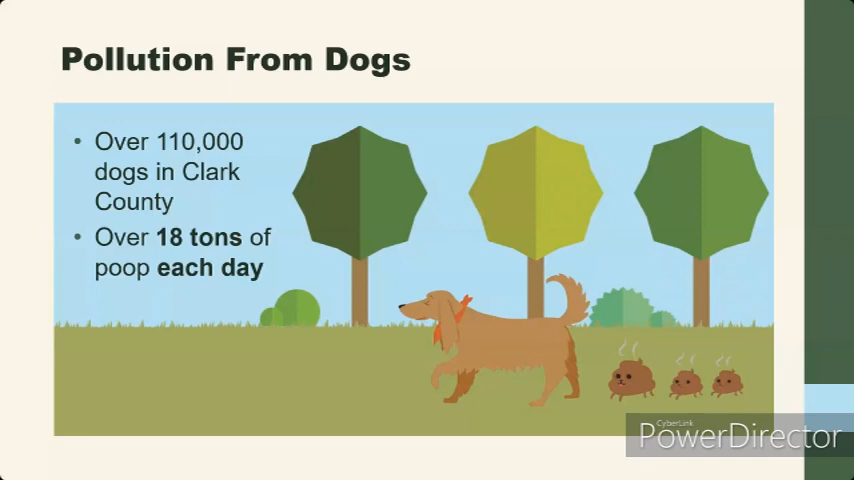 Pollution From Dogs
• Over 110,000
dogs in Clark
County
• Over 18 tons of
poop each day
CyberLink
PowerDirector